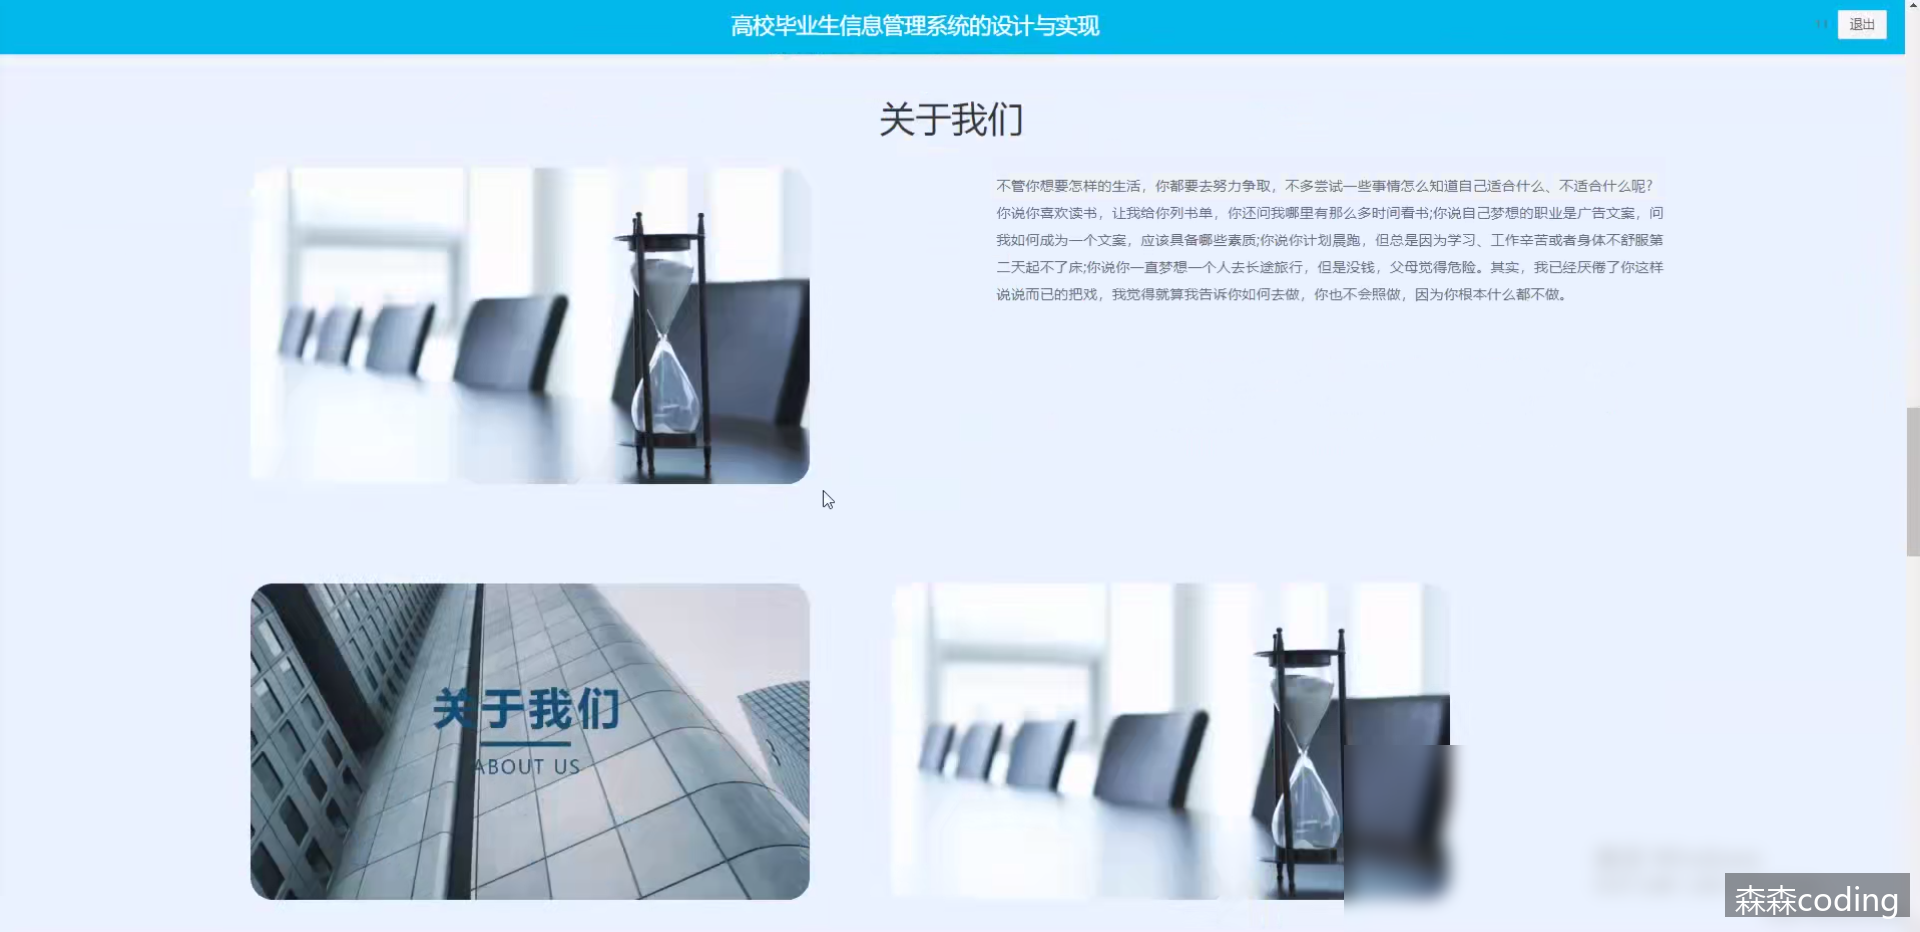 高校毕业生信息管理系统的设计与实现
退出
关于我们
不管你想要怎样的生活，你都要去努力争取，不多尝试一些事情怎么知道自己适合什么、不适合什么呢?
你说你喜欢读书，让我给你列书单，你还问我哪里有那么多时间看书;你说自己梦想的职业是广告文案，问
我如何成为一个文案，应该具备哪些素质;你说你计划晨跑，但总是因为学习、工作辛苦或者身体不舒服第
二天起不了床;你说你一直梦想一个人去长途旅行，但是没钱，父母觉得危险。其实，我已经厌倦了你这样
说说而已的把戏，我觉得就算我告诉你如何去做，你也不会照做，因为你根本什么都不做。
关于我们
ABOUT US
森森coding